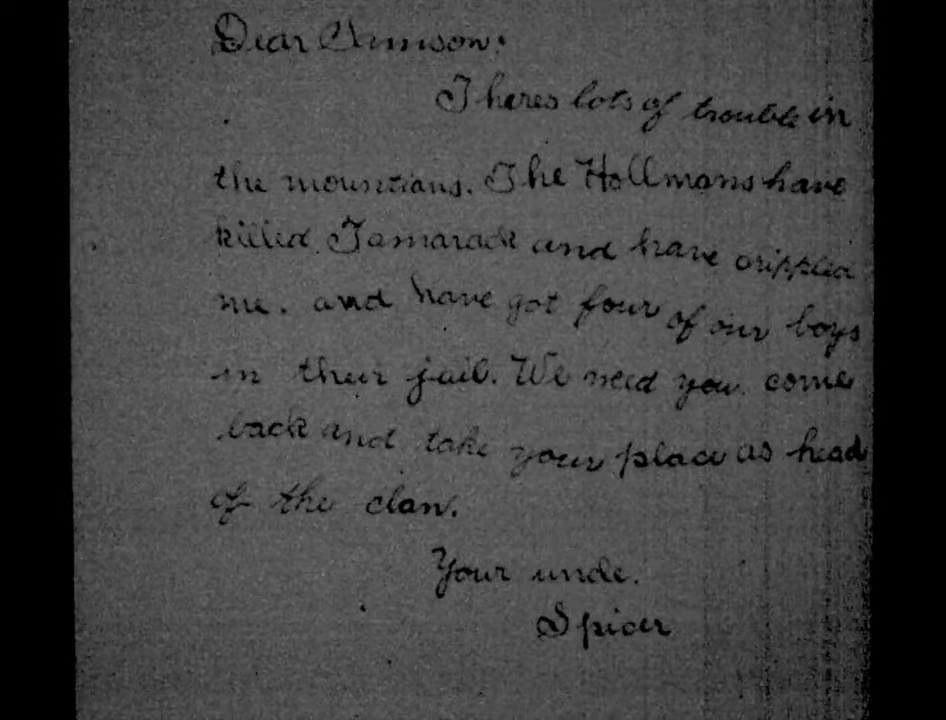 Dear Samson:
Theres lots of trouble in
the mountians. The Hollmans have
killed Tamarack and have crippled
me. and have got four of our boys
in their jail. We need you. come
back and take your place as head
of the clan.
Your uncle.
Spicer